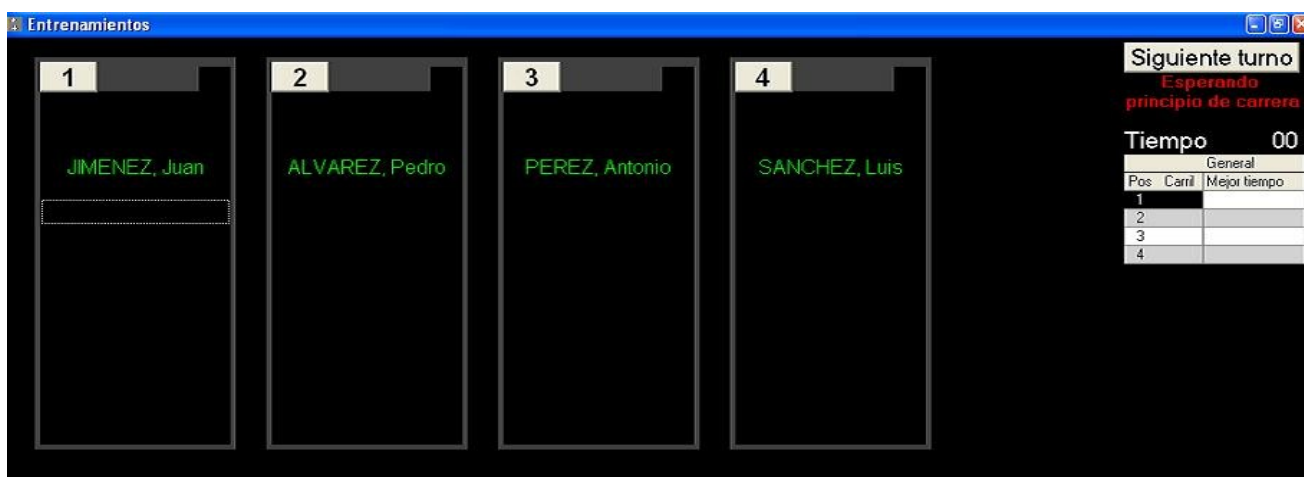 Entrenamientos
1
2
3
4
JIMENEZ, Juan
ALVAREZ, Pedro
PEREZ, Antonio
SANCHEZ, Luis
Siguiente turno
Esperando
principio de carrera
Tiempo 00
General
Pos Carril Mejor tiempo
1
2
3
4